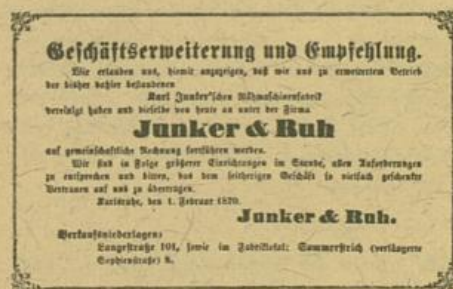 Geschäftserweiterung und Empfehlung.
Wir erlauben uns, hiemit anzuzeigen, daß wir uns zu erweitertem Betrieb
der bisher dahier bestandenen
Karl Junker'schen Nähmaschinenfabrik
vereinigt haben und dieselbe von heute an unter der Firma
Junker & Ruh
auf gemeinschaftliche Rechnung fortführen werden.
Wir sind in Folge größerer Einrichtungen im Stande, allen Anforderungen
zu entsprechen und bitten, das dem seitherigen Geschäft so vielfach geschenkte
Vertrauen auf uns zu übertragen.
Karlsruhe, den 1. Februar 1870.
Junker & Ruh.
Verkaufsniederlagen:
Langestraße 101, sowie im Fabriklokal: Sommerstrich (verlängerte
Sophienstraße) 8.